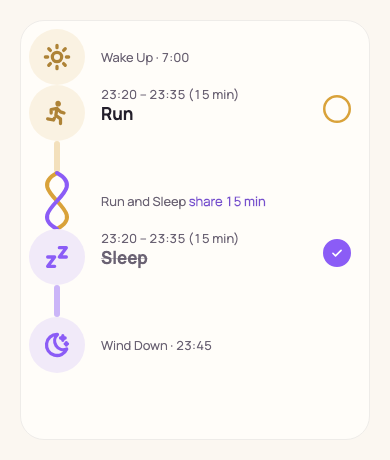 Wake Up · 7:00
23:20 – 23:35 (15 min)
Run
Run and Sleep share 15 min
23:20 – 23:35 (15 min)
Sleep
Wind Down · 23:45